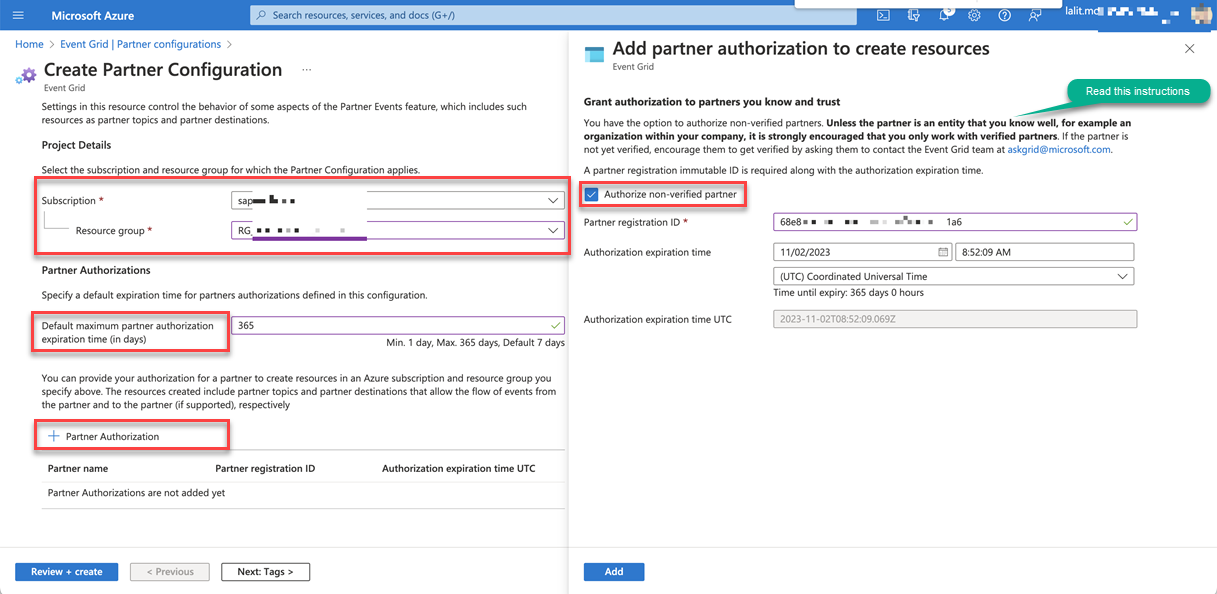 Microsoft Azure
Search resources, services, and docs (G+/)
Home > Event Grid | Partner configurations >
Create Partner Configuration ...
Event Grid
Settings in this resource control the behavior of some aspects of the Partner Events feature, which includes such
resources as partner topics and partner destinations.
Project Details
Select the subscription and resource group for which the Partner Configuration applies.
Subscription *
sap
Resource group *
RG_
Partner Authorizations
Specify a default expiration time for partners authorizations defined in this configuration.
Default maximum partner authorization
expiration time (in days)
365
Min. 1 day, Max. 365 days, Default 7 days
You can provide your authorization for a partner to create resources in an Azure subscription and resource group you
specify above. The resources created include partner topics and partner destinations that allow the flow of events from
the partner and to the partner (if supported), respectively
+ Partner Authorization
Partner name Partner registration ID Authorization expiration time UTC
Partner Authorizations are not added yet
Review + create < Previous Next: Tags >
Add partner authorization to create resources
Event Grid
Read this instructions
Grant authorization to partners you know and trust
You have the option to authorize non-verified partners. Unless the partner is an entity that you know well, for example an
organization within your company, it is strongly encouraged that you only work with verified partners. If the partner is
not yet verified, encourage them to get verified by asking them to contact the Event Grid team at askgrid@microsoft.com.
A partner registration immutable ID is required along with the authorization expiration time.
Authorize non-verified partner
Partner registration ID *
68e8 1a6
Authorization expiration time
11/02/2023 8:52:09 AM
(UTC) Coordinated Universal Time
Time until expiry: 365 days 0 hours
Authorization expiration time UTC
2023-11-02T08:52:09.069Z
Add